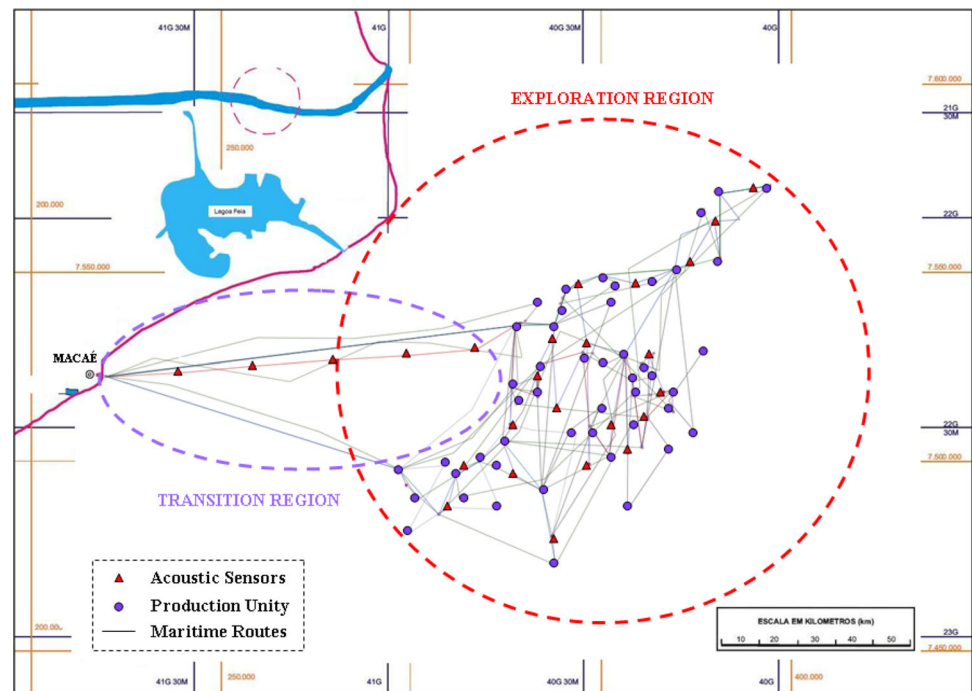 41G 30M
41G
40G 30M
40G
7.600.000
EXPLORATION REGION
21G
30M
250.000
200.000
Lagoa Feia
22G
7.550.000
7.550.000
MACAÉ
22G
30M
7.500.000
TRANSITION REGION
Acoustic Sensors
Production Unity
Maritime Routes
ESCALA EM KILOMETROS (km)
10 20 30 40 50
23G
7.450.000
41G 30M
250.000
41G
40G 30M
40G
400.000